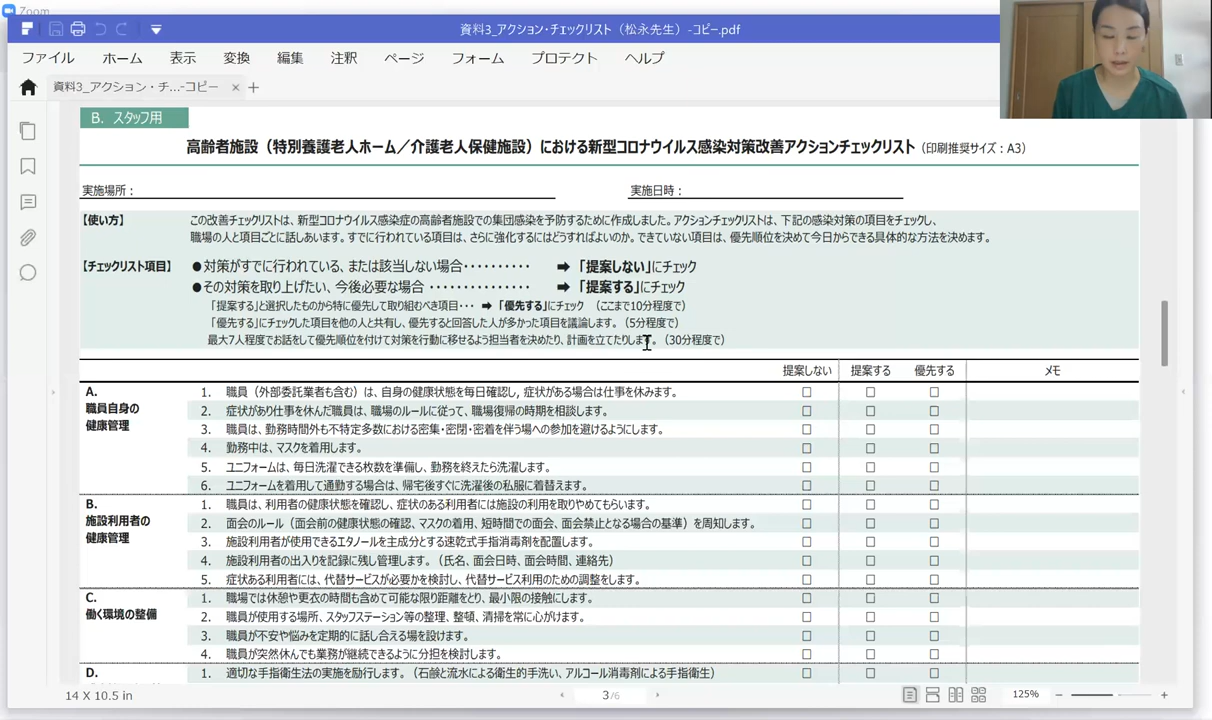 Zoom
資料3_アクション・チェックリスト（松永先生）-コピー.pdf
ファイル ホーム 表示 変換 編集 注釈 ページ フォーム プロテクト ヘルプ
資料3_アクション・チ...-コピー × +
B. スタッフ用
高齢者施設（特別養護老人ホーム／介護老人保健施設）における新型コロナウイルス感染対策改善アクションチェックリスト（印刷推奨サイズ：A3）
実施場所： 実施日時：
【使い方】 この改善チェックリストは、新型コロナウイルス感染症の高齢者施設での集団感染を予防するために作成しました。アクションチェックリストは、下記の感染対策の項目をチェックし、
職場の人と項目ごとに話しあいます。すでに行われている項目は、さらに強化するにはどうすればよいのか。できていない項目は、優先順位を決めて今日からできる具体的な方法を決めます。
【チェックリスト項目】 ●対策がすでに行われている、または該当しない場合・・・・・・・・・・ ➡ 「提案しない」にチェック
●その対策を取り上げたい、今後必要な場合 ・・・・・・・・・・・・・・・ ➡ 「提案する」にチェック
「提案する」と選択したものから特に優先して取り組むべき項目・・・ ➡ 「優先する」にチェック （ここまで10分程度で）
「優先する」にチェックした項目を他の人と共有し、優先すると回答した人が多かった項目を議論します。（5分程度で）
最大7人程度でお話をして優先順位を付けて対策を行動に移せるよう担当者を決めたり、計画を立てたりします。（30分程度で）
提案しない 提案する 優先する メモ
A. 1. 職員（外部委託業者も含む）は、自身の健康状態を毎日確認し, 症状がある場合は仕事を休みます。 □ □ □
職員自身の 2. 症状があり仕事を休んだ職員は、職場のルールに従って、職場復帰の時期を相談します。 □ □ □
健康管理 3. 職員は、勤務時間外も不特定多数における密集・密閉・密着を伴う場への参加を避けるようにします。 □ □ □
4. 勤務中は、マスクを着用します。 □ □ □
5. ユニフォームは、毎日洗濯できる枚数を準備し、勤務を終えたら洗濯します。 □ □ □
6. ユニフォームを着用して通勤する場合は、帰宅後すぐに洗濯後の私服に着替えます。 □ □ □
B. 1. 職員は、利用者の健康状態を確認し、症状のある利用者には施設の利用を取りやめてもらいます。 □ □ □
施設利用者の 2. 面会のルール（面会前の健康状態の確認、マスクの着用、短時間での面会、面会禁止となる場合の基準）を周知します。 □ □ □
健康管理 3. 施設利用者が使用できるエタノールを主成分とする速乾式手指消毒剤を配置します。 □ □ □
4. 施設利用者の出入りを記録に残し管理します。（氏名、面会日時、面会時間、連絡先） □ □ □
5. 症状ある利用者には、代替サービスが必要かを検討し、代替サービス利用のための調整をします。 □ □ □
C. 1. 職場では休憩や更衣の時間も含めて可能な限り距離をとり、最小限の接触にします。 □ □ □
働く環境の整備 2. 職員が使用する場所、スタッフステーション等の整理、整頓、清掃を常に心がけます。 □ □ □
3. 職員が不安や悩みを定期的に話し合える場を設けます。 □ □ □
4. 職員が突然休んでも業務が継続できるように分担を検討します。 □ □ □
D. 1. 適切な手指衛生法の実施を励行します。（石鹸と流水による衛生的手洗い、アルコール消毒剤による手指衛生） □ □ □
14 X 10.5 in 3/6 125%